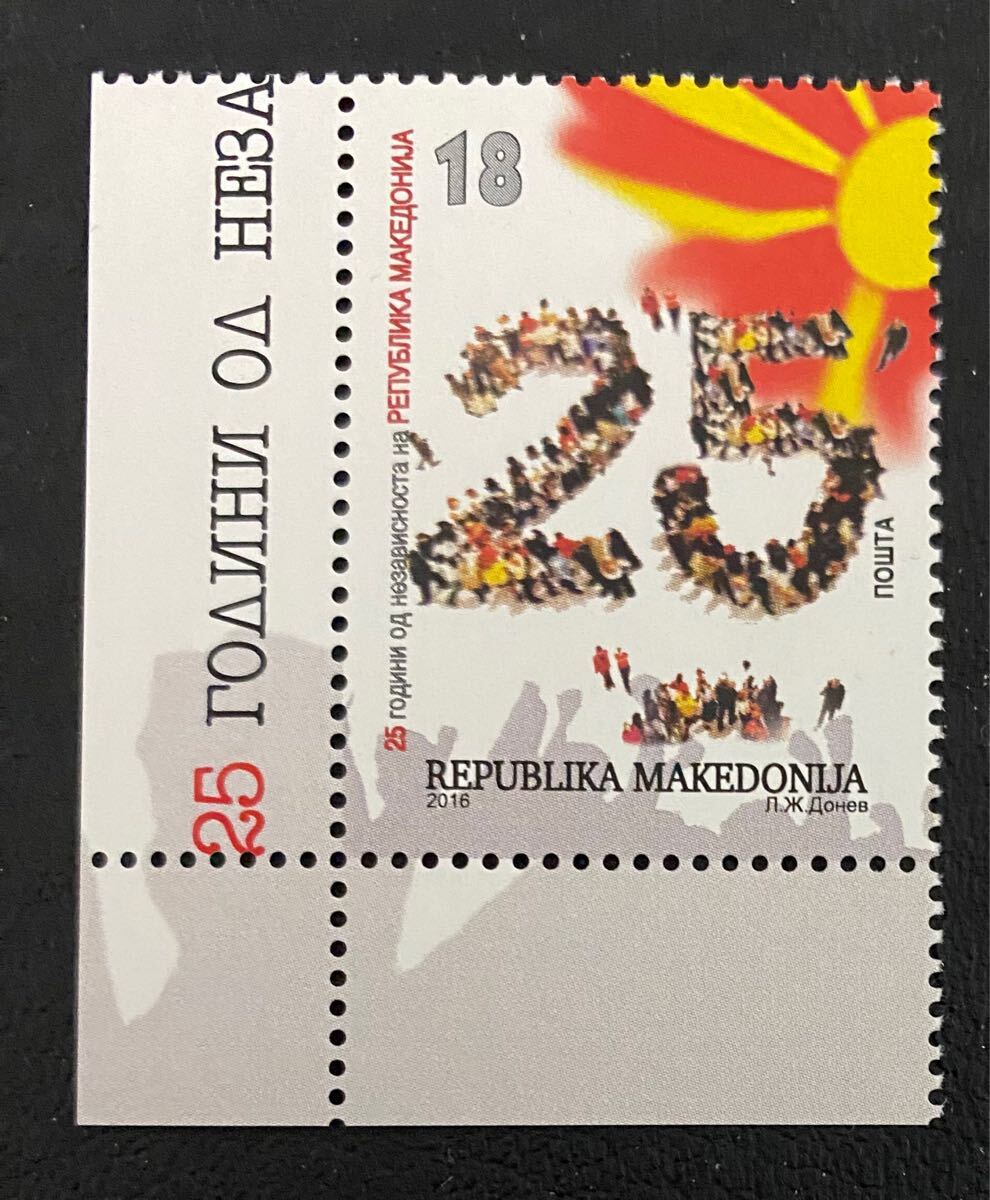 25 ГОДИНИ ОД НЕЗА
25 години од независноста на РЕПУБЛИКА МАКЕДОНИЈА
18
25
ПОШТА
REPUBLIKA MAKEDONIJA
2016
Л.Ж.Донев